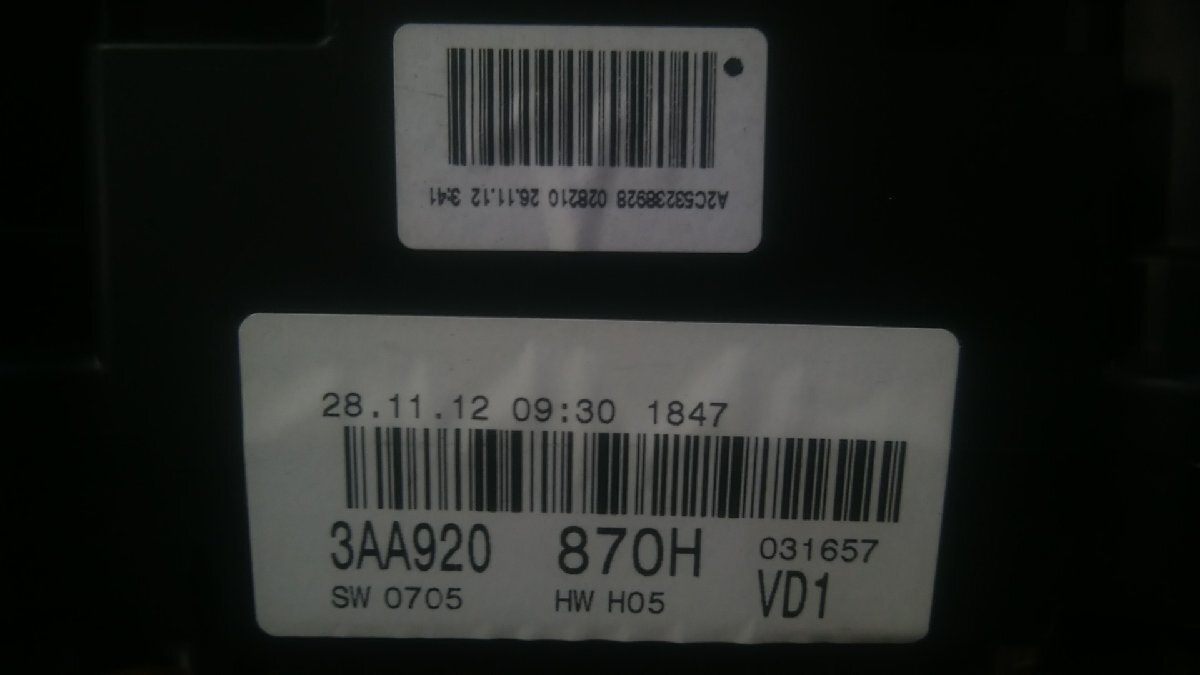 A2C53238928 028210 26.11.12 3:41
28.11.12 09:30 1847
3AA920 870H 031657
SW 0705 HW H05 VD1